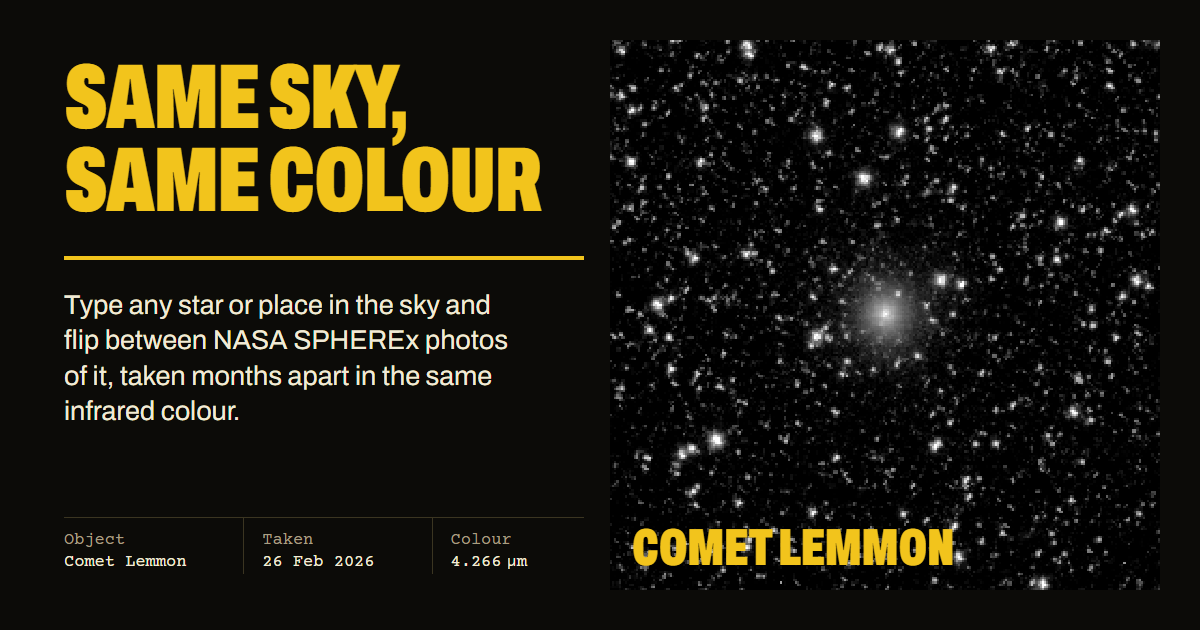 SAME SKY,
SAME COLOUR
Type any star or place in the sky and
flip between NASA SPHEREx photos
of it, taken months apart in the same
infrared colour.
Object
Comet Lemmon
Taken
26 Feb 2026
Colour
4.266 µm
COMET LEMMON